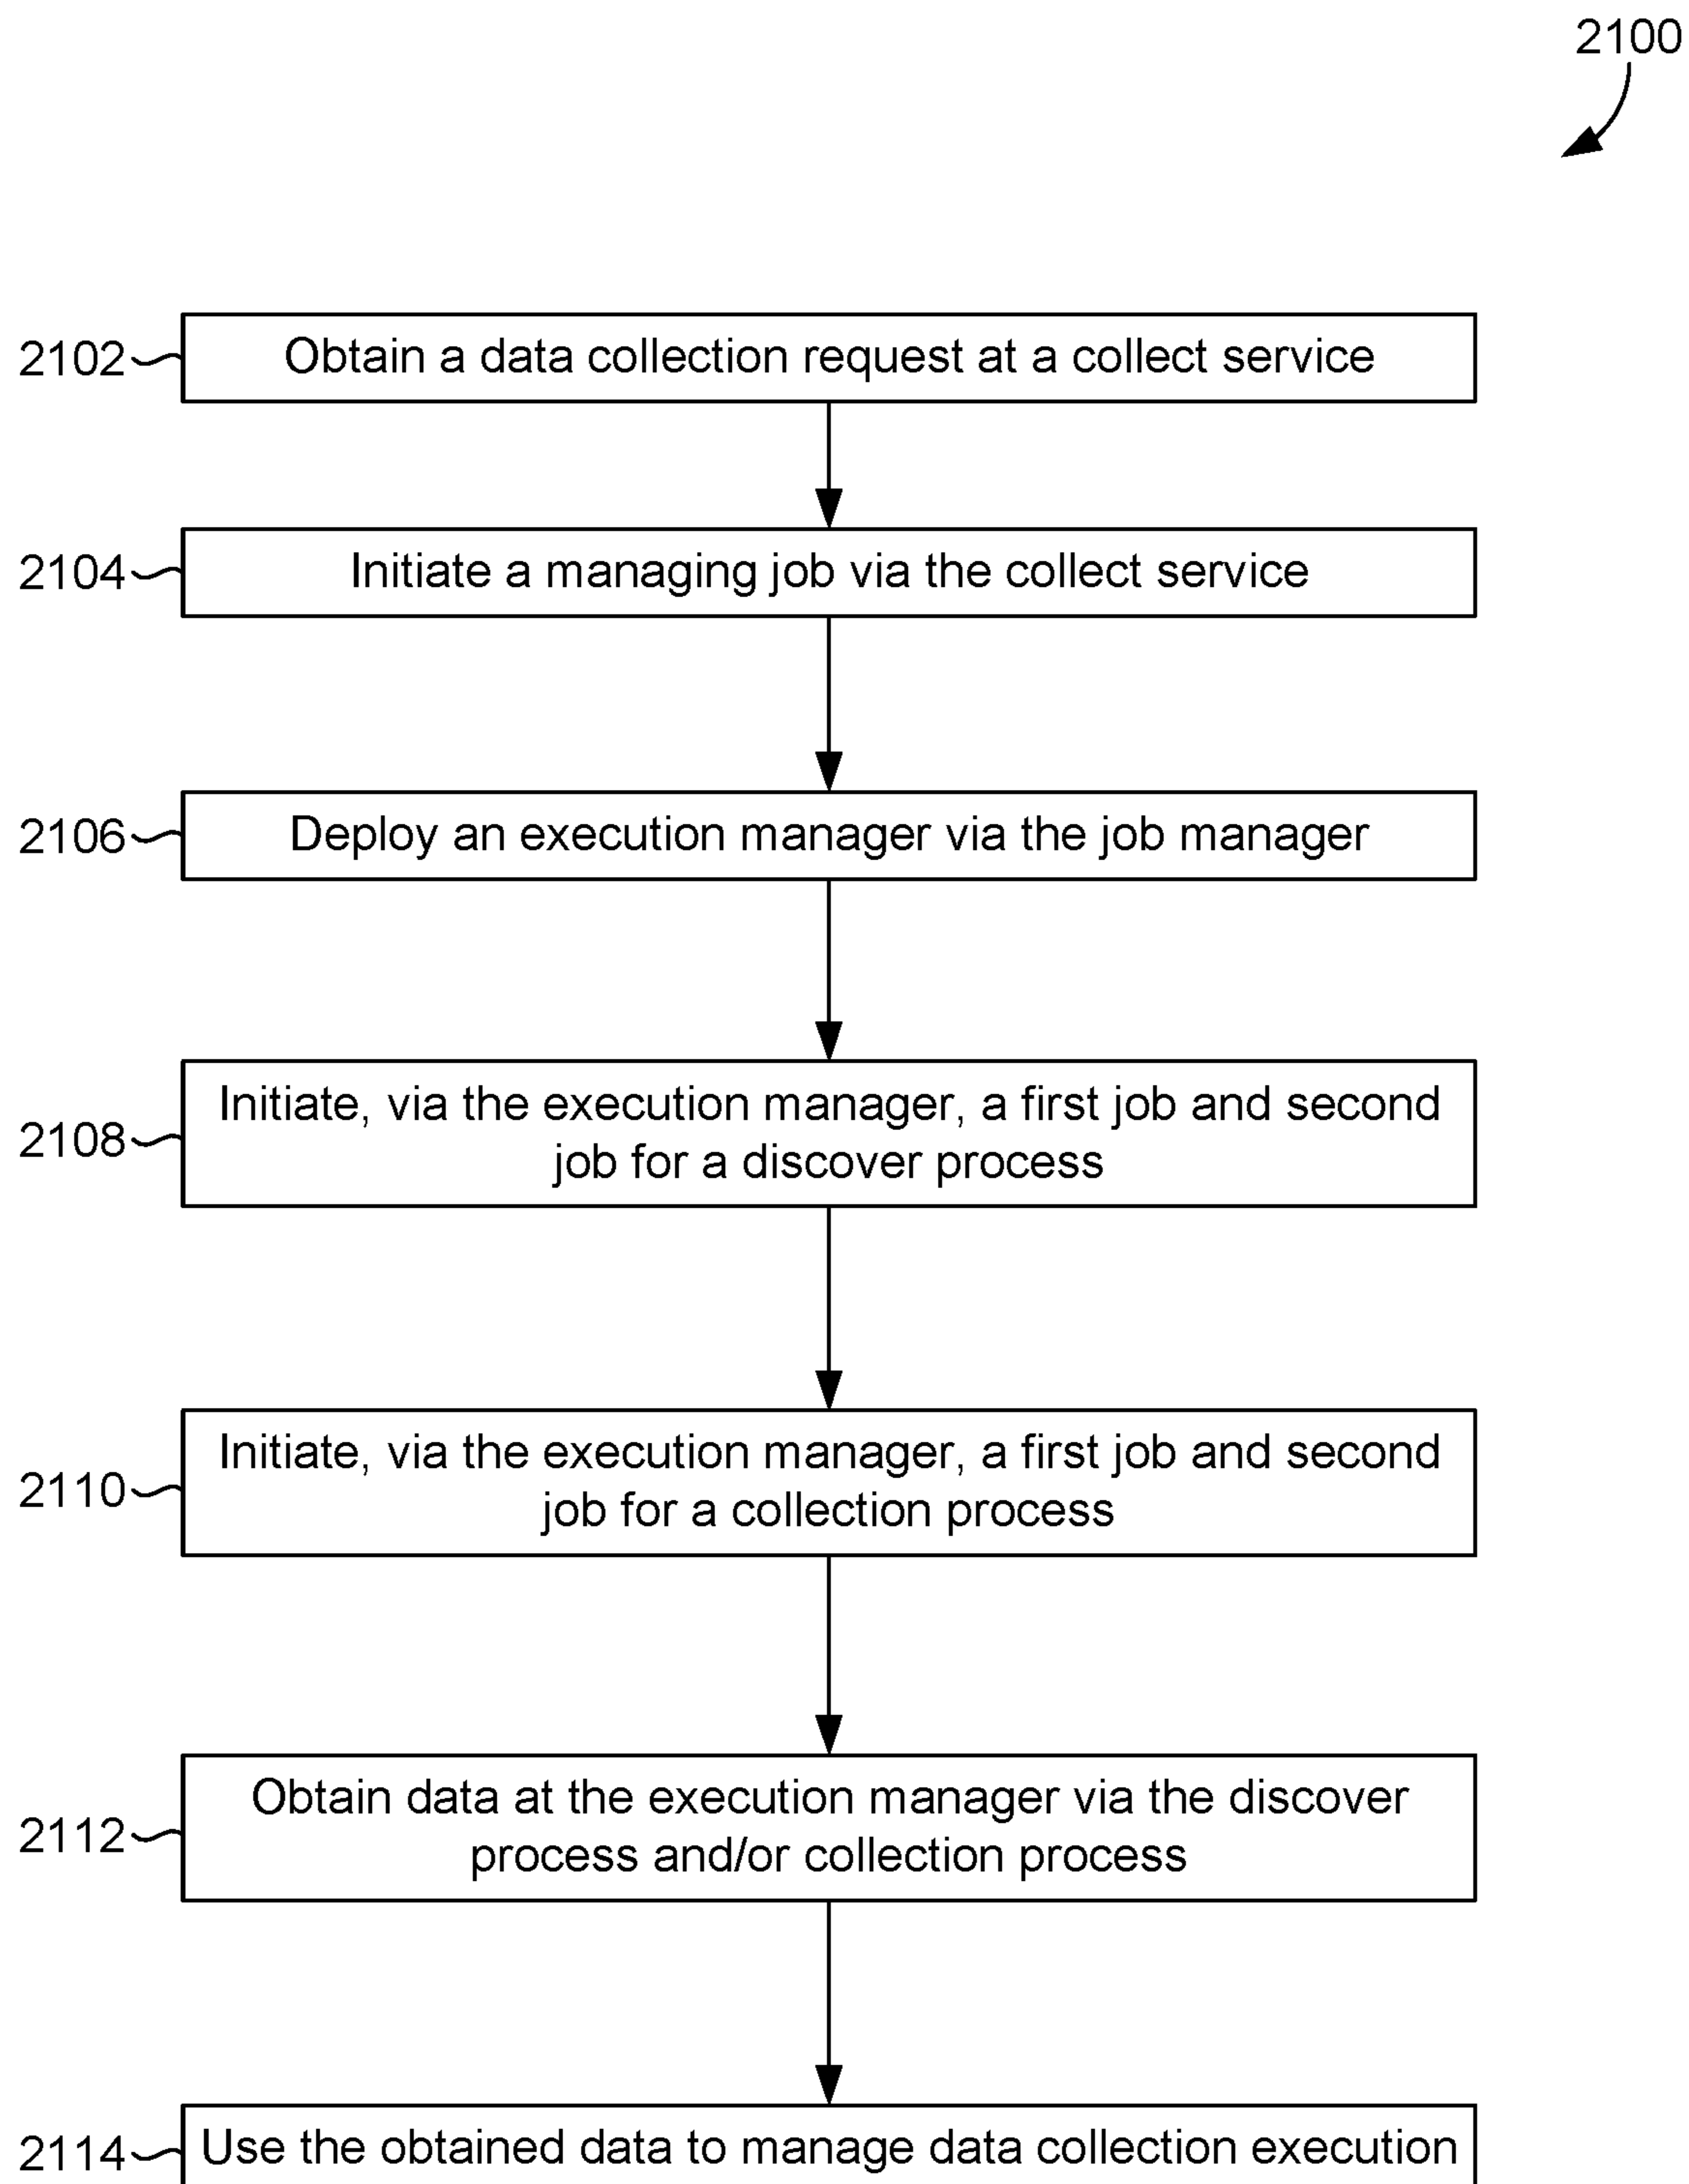 2100
2102
Obtain a data collection request at a collect service
2104
Initiate a managing job via the collect service
2106
Deploy an execution manager via the job manager
2108
Initiate, via the execution manager, a first job and second
job for a discover process
2110
Initiate, via the execution manager, a first job and second
job for a collection process
2112
Obtain data at the execution manager via the discover
process and/or collection process
2114
Use the obtained data to manage data collection execution